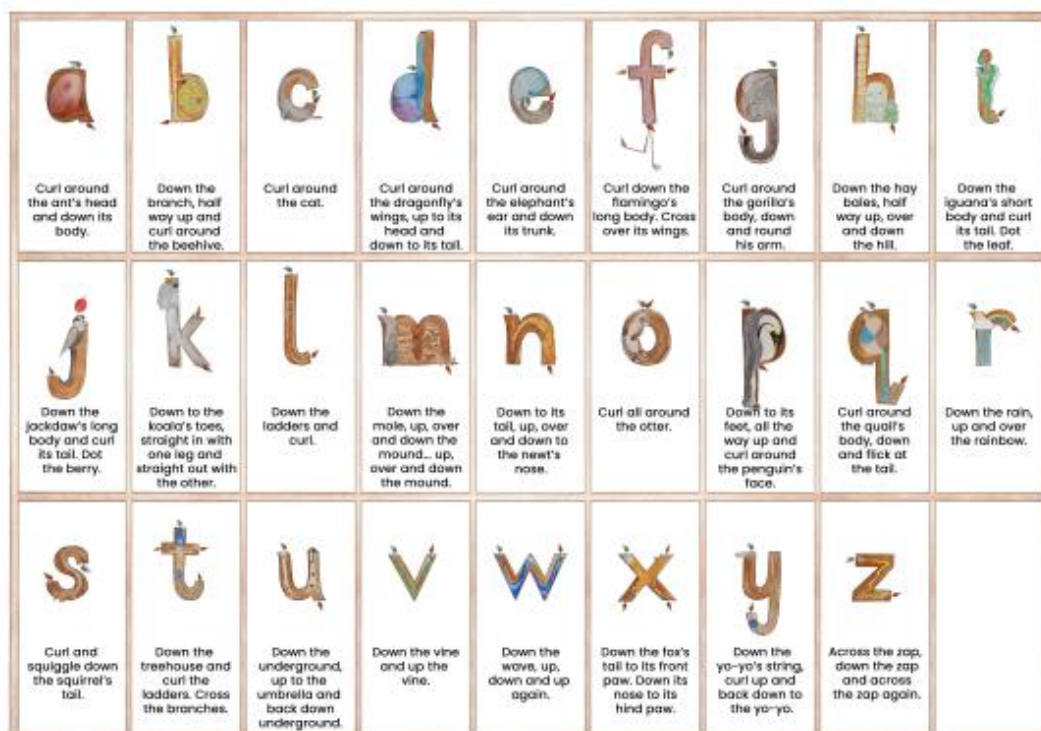 a
b
c
d
e
f
g
h
i
Curl around
the ant's head
and down its
body.
Down the
branch, half
way up and
curl around
the beehive.
Curl around
the cat.
Curl around
the dragonfly's
wings, up to its
head and
down to its tail.
Curl around
the elephant's
ear and down
its trunk.
Curl down the
flamingo's
long body. Cross
over its wings.
Curl around
the gorilla's
body, down
and round
his arm.
Down the hay
bales, half
way up, over
and down
the hill.
Down the
iguana's short
body and curl
its tail. Dot
the leaf.
j
k
l
m
n
o
p
q
r
Down the
jackdaw's long
body and curl
its tail. Dot
the berry.
Down to the
koala's toes,
straight in with
one leg and
straight out with
the other.
Down the
ladders and
curl.
Down the
mole, up, over
and down the
mound... up,
over and down
the mound.
Down to its
tail, up, over
and down to
the newt's
nose.
Curl all around
the otter.
Down to its
feet, all the
way up and
curl around
the penguin's
face.
Curl around
the quail's
body, down
and flick at
the tail.
Down the rain,
up and over
the rainbow.
s
t
u
v
w
x
y
z
Curl and
squiggle down
the squirrel's
tail.
Down the
treehouse and
curl the
ladders. Cross
the branches.
Down the
underground,
up to the
umbrella and
back down
underground.
Down the vine
and up the
vine.
Down the
wave, up,
down and up
again.
Down the fox's
tail to its front
paw. Down its
nose to its
hind paw.
Down the
yo-yo's string,
curl up and
back down to
the yo-yo.
Across the zap,
down the zap
and across
the zap again.